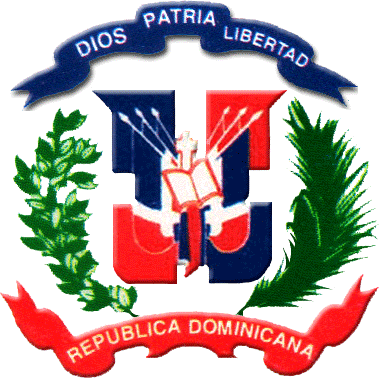 DIOS PATRIA LIBERTAD
REPUBLICA DOMINICANA